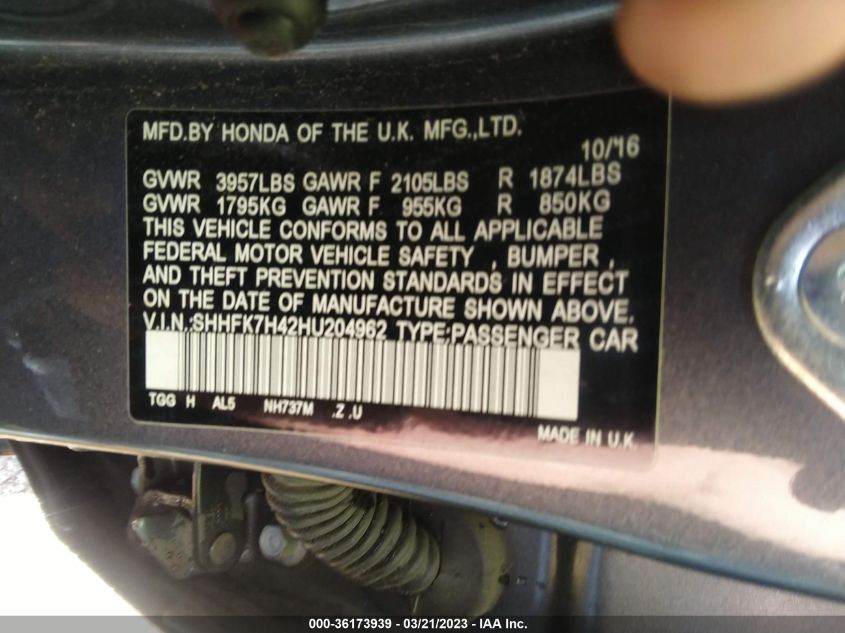 MFD.BY HONDA OF THE U.K. MFG.,LTD.
10/'16
GVWR 3957LBS GAWR F 2105LBS R 1874LBS
GVWR 1795KG GAWR F 955KG R 850KG
THIS VEHICLE CONFORMS TO ALL APPLICABLE
FEDERAL MOTOR VEHICLE SAFETY , BUMPER ,
AND THEFT PREVENTION STANDARDS IN EFFECT
ON THE DATE OF MANUFACTURE SHOWN ABOVE.
V.I.N.:SHHFK7H42HU204962 TYPE:PASSENGER CAR
TGG H AL5 NH737M .Z .U
MADE IN U.K.
000-36173939 / 03/21/2023 - IAA Inc.